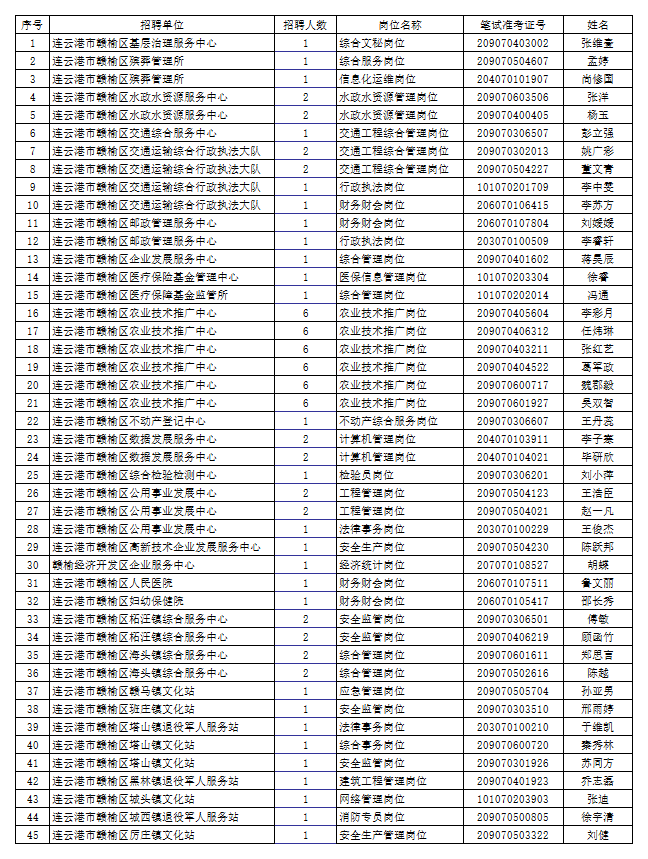 序号 招聘单位 招聘人数 岗位名称 笔试准考证号 姓名
1 连云港市赣榆区基层治理服务中心 1 综合文秘岗位 209070403002 张维奎
2 连云港市赣榆区殡葬管理所 1 综合服务岗位 209070504607 孟婷
3 连云港市赣榆区殡葬管理所 1 信息化运维岗位 204070101907 尚修国
4 连云港市赣榆区水政水资源服务中心 2 水政水资源管理岗位 209070603506 张洋
5 连云港市赣榆区水政水资源服务中心 2 水政水资源管理岗位 209070400405 杨玉
6 连云港市赣榆区交通综合服务中心 1 交通工程综合管理岗位 209070306507 彭立强
7 连云港市赣榆区交通运输综合行政执法大队 2 交通工程综合管理岗位 209070302013 姚广彩
8 连云港市赣榆区交通运输综合行政执法大队 2 交通工程综合管理岗位 209070504227 董文青
9 连云港市赣榆区交通运输综合行政执法大队 1 行政执法岗位 101070201709 李中雯
10 连云港市赣榆区交通运输综合行政执法大队 1 财务财会岗位 206070106415 李苏方
11 连云港市赣榆区邮政管理服务中心 1 财务财会岗位 206070107804 刘媛媛
12 连云港市赣榆区邮政管理服务中心 1 行政执法岗位 203070100509 李睿轩
13 连云港市赣榆区企业发展服务中心 1 综合管理岗位 209070401602 蒋昊辰
14 连云港市赣榆区医疗保险基金管理中心 1 医保信息管理岗位 101070203304 徐睿
15 连云港市赣榆区医疗保障基金监管所 1 综合管理岗位 101070202014 冯通
16 连云港市赣榆区农业技术推广中心 6 农业技术推广岗位 209070405604 李彩月
17 连云港市赣榆区农业技术推广中心 6 农业技术推广岗位 209070406312 任炜琳
18 连云港市赣榆区农业技术推广中心 6 农业技术推广岗位 209070403211 张红艺
19 连云港市赣榆区农业技术推广中心 6 农业技术推广岗位 209070404522 葛军政
20 连云港市赣榆区农业技术推广中心 6 农业技术推广岗位 209070600717 魏郡毅
21 连云港市赣榆区农业技术推广中心 6 农业技术推广岗位 209070601927 吴双智
22 连云港市赣榆区不动产登记中心 1 不动产综合服务岗位 209070306607 王丹蕊
23 连云港市赣榆区数据发展服务中心 2 计算机管理岗位 204070103911 李子骞
24 连云港市赣榆区数据发展服务中心 2 计算机管理岗位 204070104021 毕研欣
25 连云港市赣榆区综合检验检测中心 1 检验员岗位 209070306201 刘小萍
26 连云港市赣榆区公用事业发展中心 2 工程管理岗位 209070504123 王浩臣
27 连云港市赣榆区公用事业发展中心 2 工程管理岗位 209070504021 赵一凡
28 连云港市赣榆区公用事业发展中心 1 法律事务岗位 203070100229 王俊杰
29 连云港市赣榆区高新技术企业发展服务中心 1 安全生产岗位 209070504230 陈跃邦
30 赣榆经济开发区企业服务中心 1 经济统计岗位 207070108527 胡嵘
31 连云港市赣榆区人民医院 1 财务财会岗位 206070107511 鲁文丽
32 连云港市赣榆区妇幼保健院 1 财务财会岗位 206070105417 邵长秀
33 连云港市赣榆区柘汪镇综合服务中心 2 安全监管岗位 209070306501 傅敏
34 连云港市赣榆区柘汪镇综合服务中心 2 安全监管岗位 209070406219 顾函竹
35 连云港市赣榆区海头镇综合服务中心 2 综合管理岗位 209070601611 郑思言
36 连云港市赣榆区海头镇综合服务中心 2 综合管理岗位 209070502616 陈越
37 连云港市赣榆区赣马镇文化站 1 应急管理岗位 209070505704 孙亚男
38 连云港市赣榆区班庄镇文化站 1 安全监管岗位 209070303510 邢雨婷
39 连云港市赣榆区塔山镇退役军人服务站 1 法律事务岗位 203070100210 于维凯
40 连云港市赣榆区塔山镇文化站 1 综合事务岗位 209070600720 秦秀林
41 连云港市赣榆区塔山镇文化站 1 安全监管岗位 209070301926 苏同方
42 连云港市赣榆区黑林镇退役军人服务站 1 建筑工程管理岗位 209070401923 乔志磊
43 连云港市赣榆区城头镇文化站 1 网络管理岗位 101070203903 张迪
44 连云港市赣榆区城西镇退役军人服务站 1 消防专员岗位 209070500805 徐宇清
45 连云港市赣榆区厉庄镇文化站 1 安全生产管理岗位 209070503322 刘健